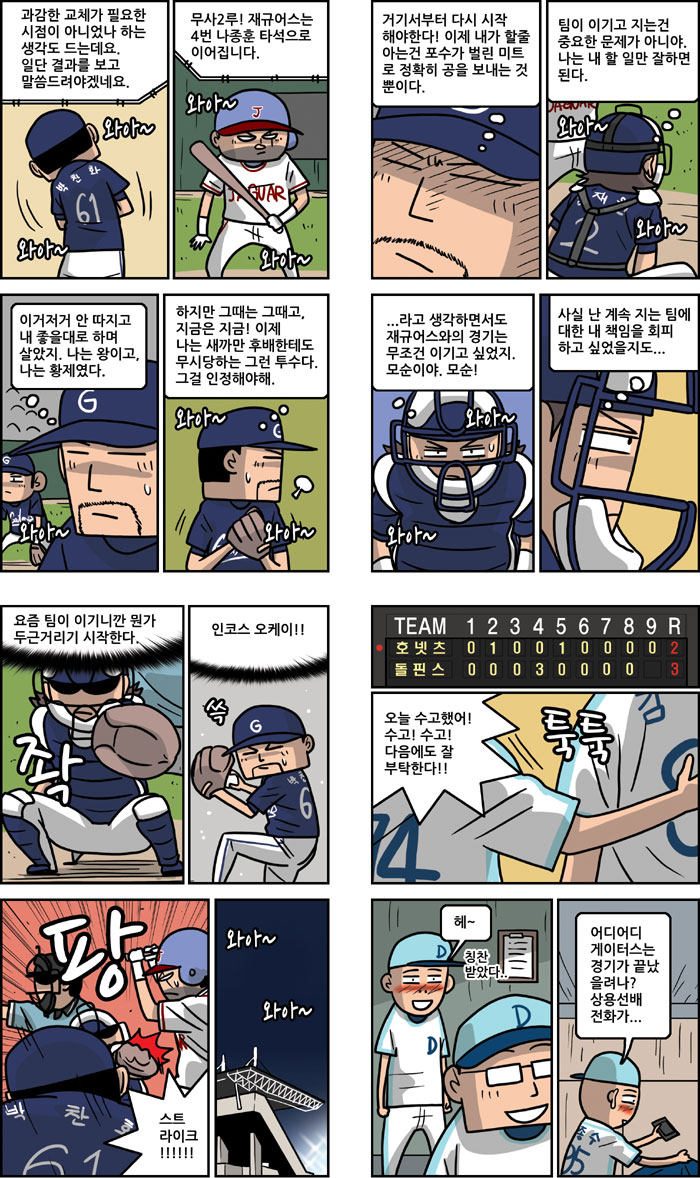 과감한 교체가 필요한
시점이 아니었나 하는
생각도 드는데요.
일단 결과를 보고
말씀드려야겠네요.
와아~
박찬화
61
와아~
무사2루! 재규어스는
4번 나종훈 타석으로
이어집니다.
와아~
J
JAGUAR
와아~
이거저거 안 따지고
내 좋을대로 하며
살았지. 나는 왕이고,
나는 황제였다.
G
G
하지만 그때는 그때고,
지금은 지금! 이제
나는 새까만 후배한테도
무시당하는 그런 투수다.
그걸 인정해야해.
와아~
G
와아~
요즘 팀이 이기니깐 뭔가
두근거리기 시작한다.
좍
인코스 오케이!!
쓱
G
박찬
6
팡
박찬화
61
스트
라이크
!!!!!!
와아~
와아~
거기서부터 다시 시작
해야한다! 이제 내가 할줄
아는건 포수가 벌린 미트
로 정확히 공을 보내는 것
뿐이다.
팀이 이기고 지는건
중요한 문제가 아니야.
나는 내 할 일만 잘하면
된다.
JAGUAR
와아~
재
2
와아~
...라고 생각하면서도
재규어스와의 경기는
무조건 이기고 싶었지.
모순이야. 모순!
와아~
와아~
사실 난 계속 지는 팀에
대한 내 책임을 회피
하고 싶었을지도...
TEAM 1 2 3 4 5 6 7 8 9 R
호넷츠 0 1 0 0 1 0 0 0 0 2
돌핀스 0 0 0 3 0 0 0 0 3
오늘 수고했어!
수고! 수고!
다음에도 잘
부탁한다!!
툭툭
김
94
헤~
칭찬
받았다..
D
D
D
D
어디어디
게이터스는
경기가 끝났
을려나?
상용선배
전화가...